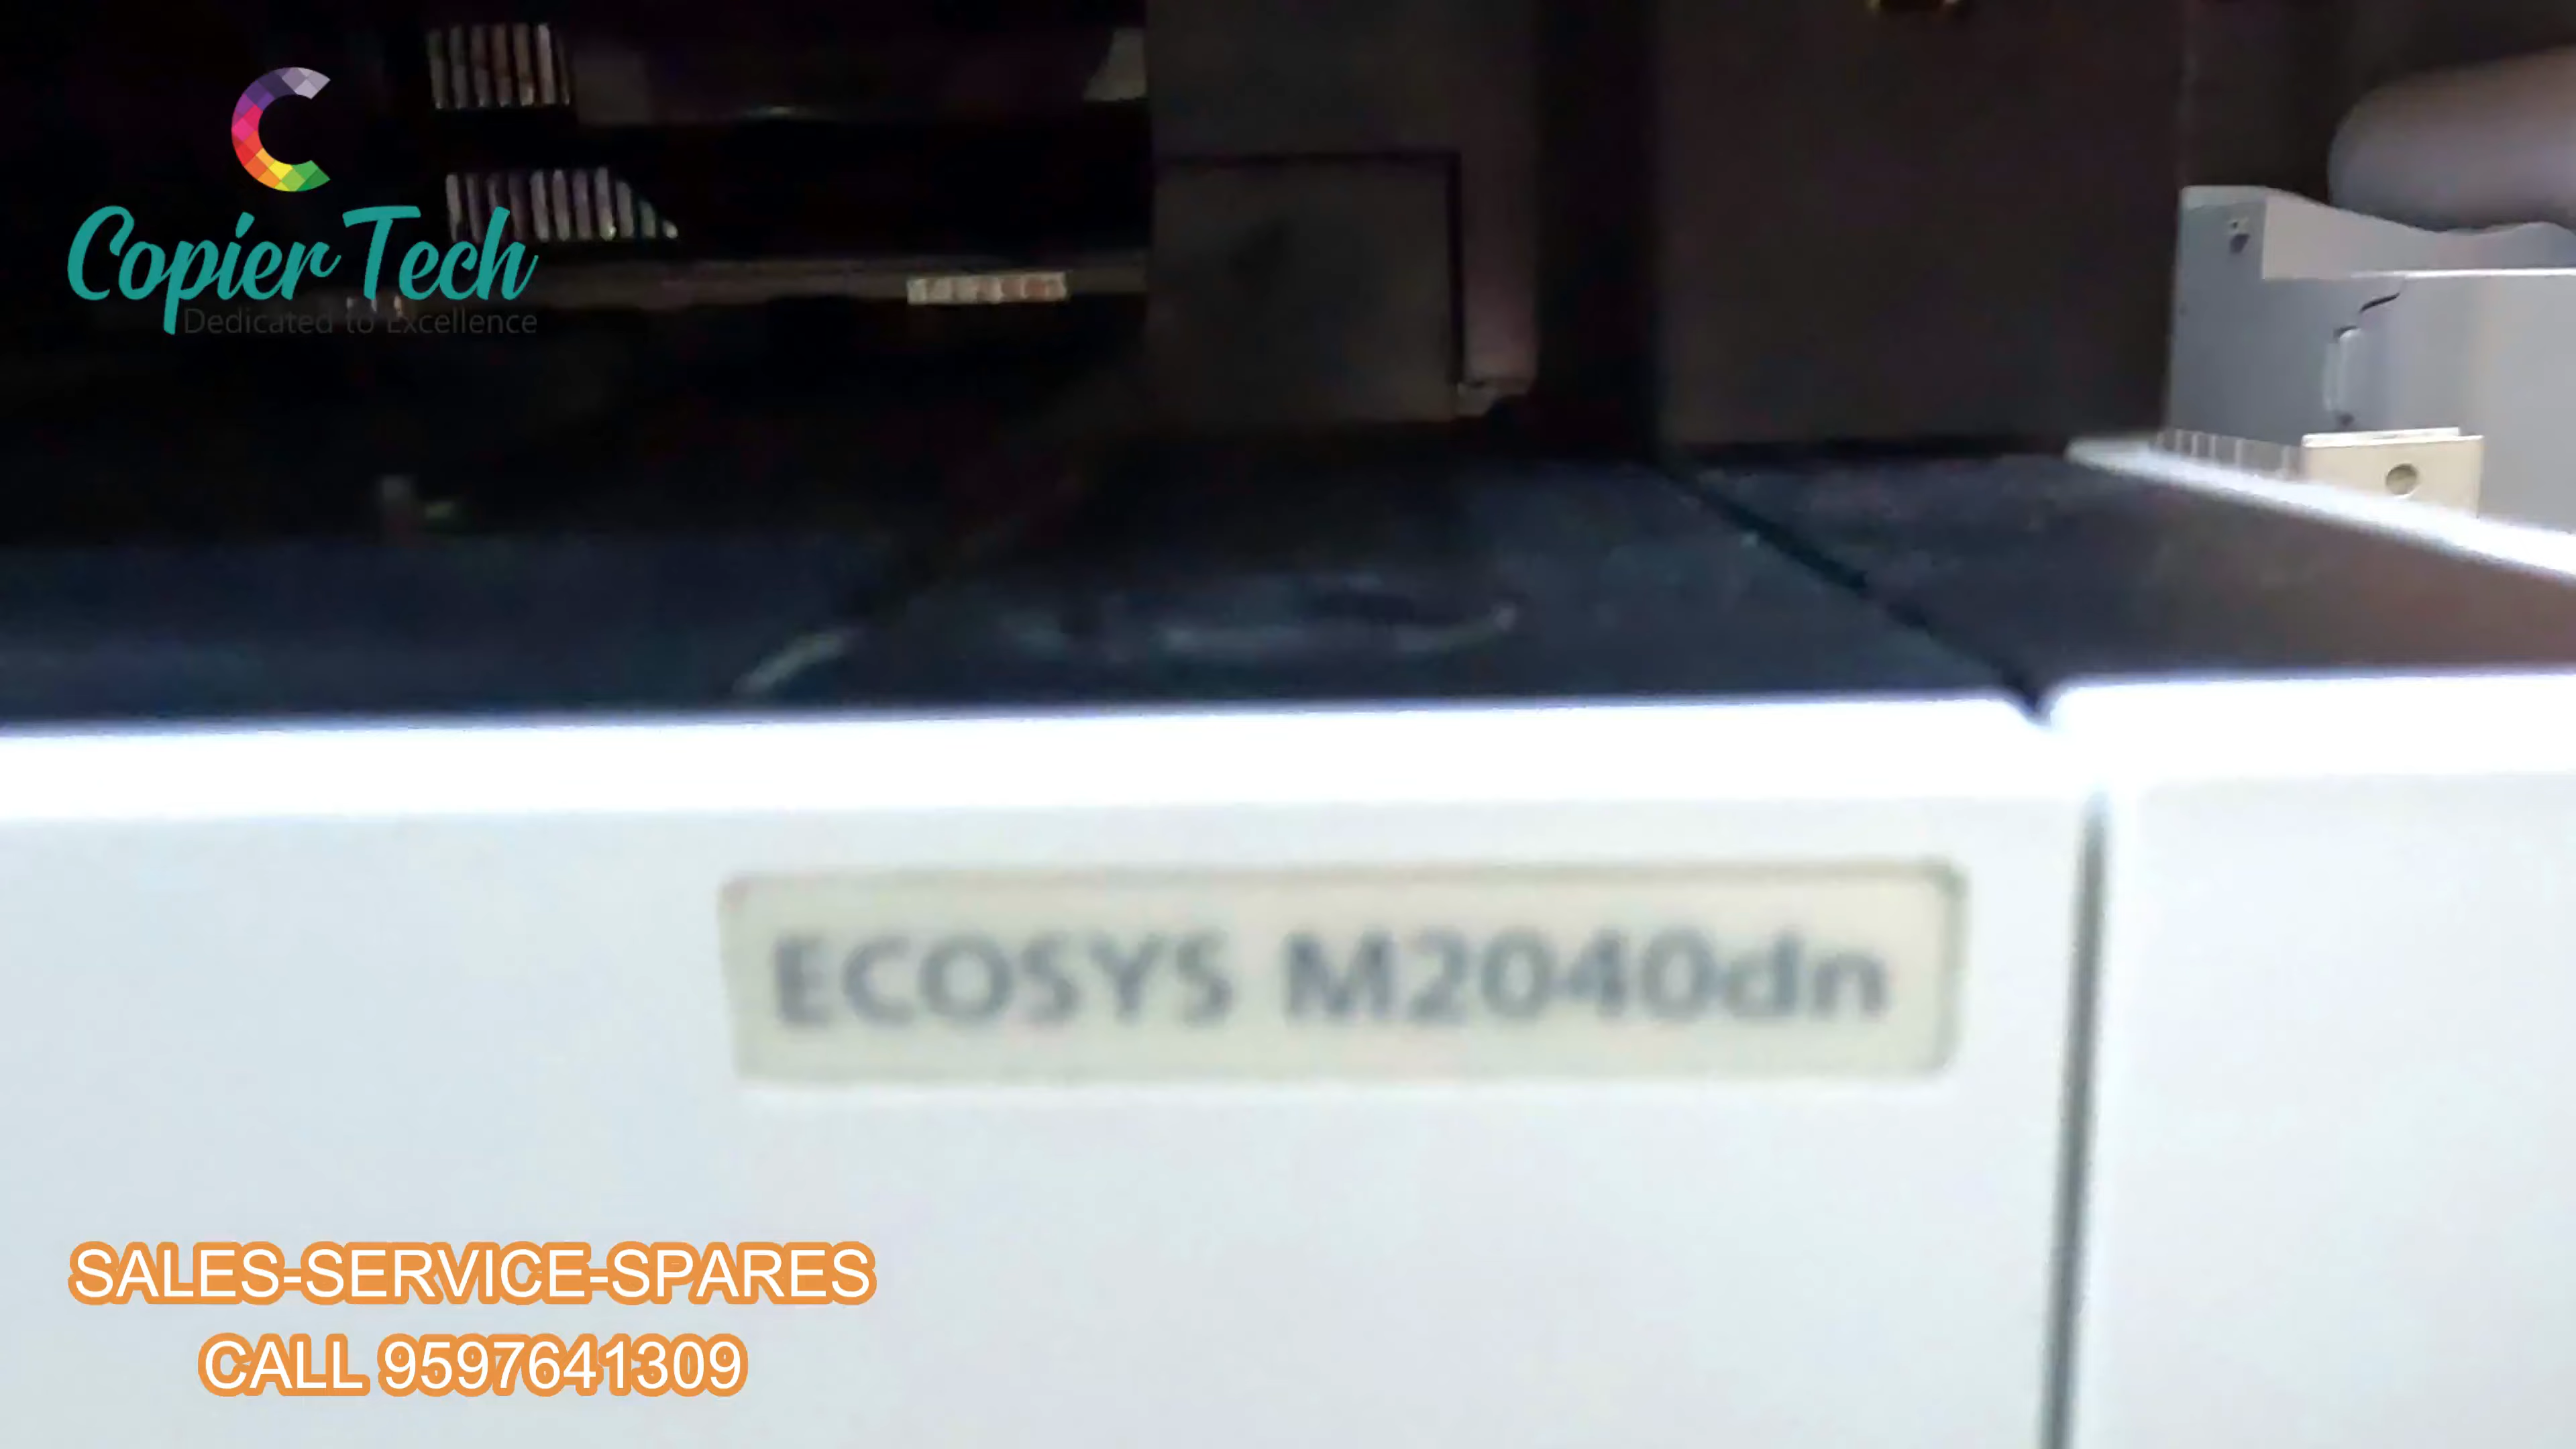 C
Copier Tech
Dedicated to Excellence
ECOSYS M2040dn
SALES-SERVICE-SPARES
CALL 9597641309